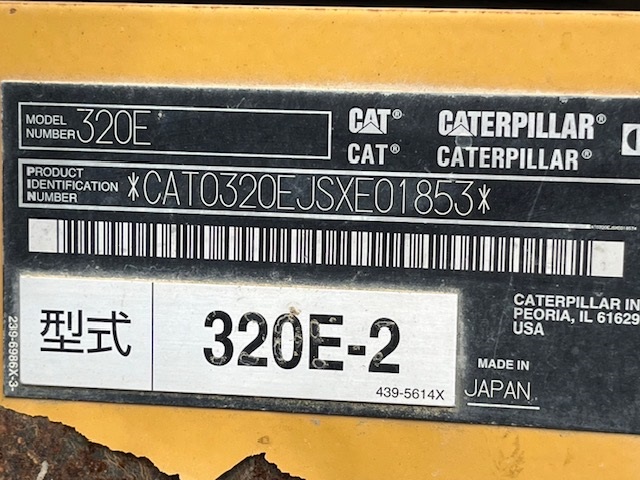 MODEL NUMBER 320E
CAT® CATERPILLAR®
CAT® CATERPILLAR®
PRODUCT IDENTIFICATION NUMBER *CAT0320EJSXE01853*
型式 320E-2
439-5614X
239-6986X-3
CATERPILLAR IN
PEORIA, IL 61629
USA
MADE IN
JAPAN